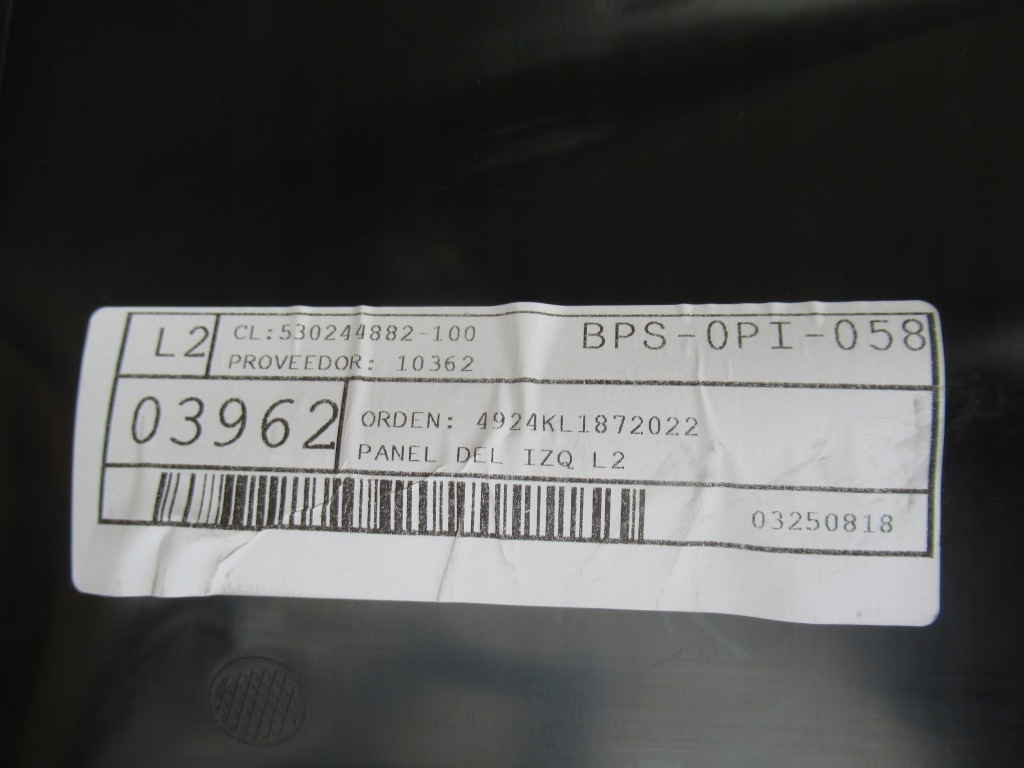 L2
CL:530244882-100
PROVEEDOR: 10362
BPS-0PI-058
03962
ORDEN: 4924KL1872022
PANEL DEL IZQ L2
03250818